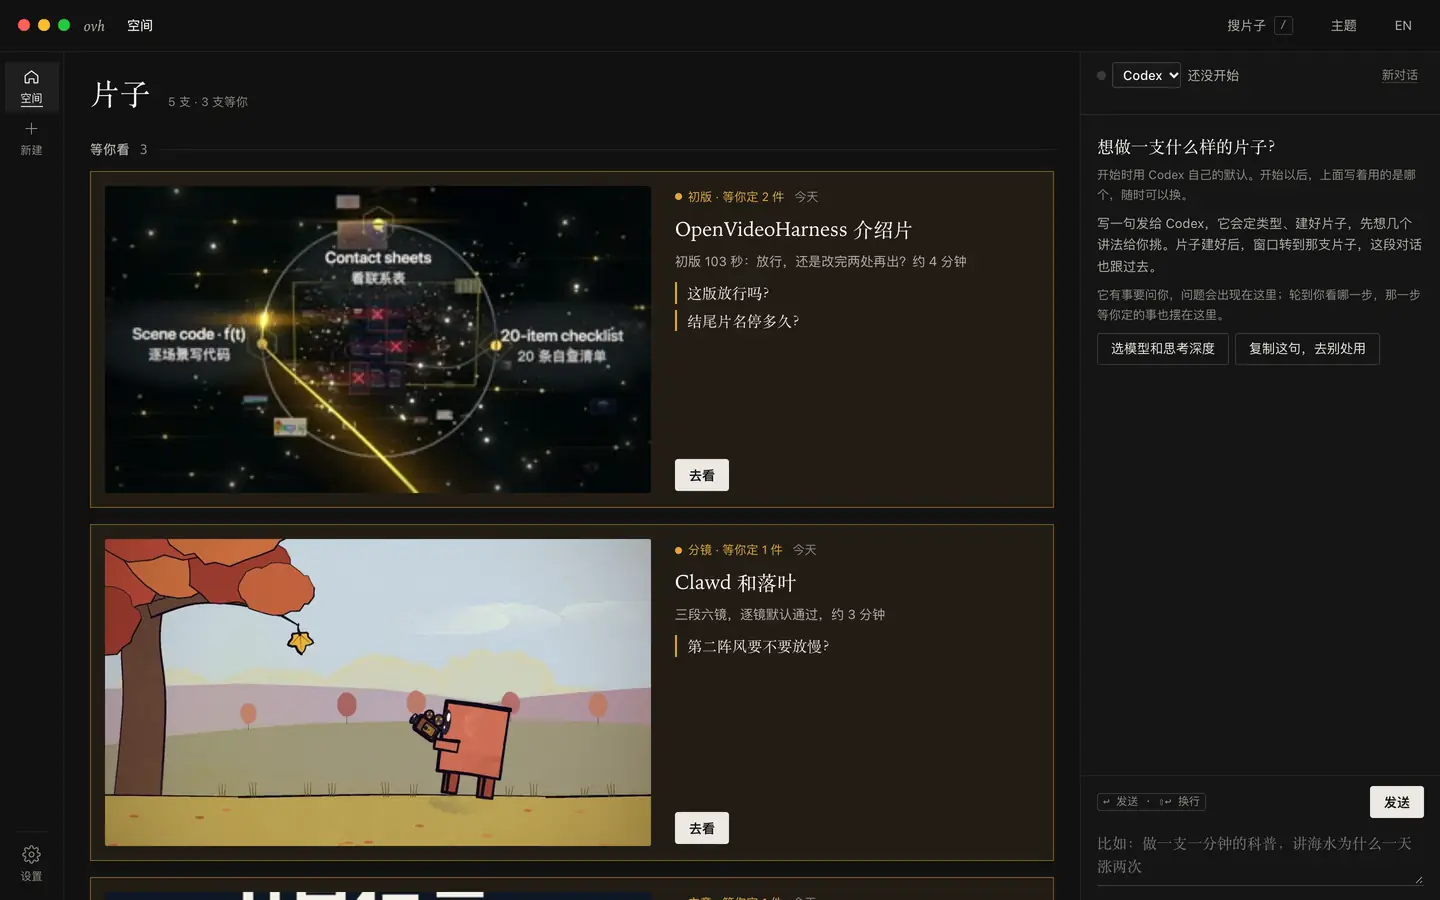 ovh 空间 搜片子 / 主题 EN
空间
新建
设置
片子 5 支 · 3 支等你
等你看 3
Contact sheets
看联系表
Scene code · f(t)
逐场景写代码
20-item checklist
20 条自查清单
初版 · 等你定 2 件 今天
OpenVideoHarness 介绍片
初版 103 秒：放行，还是改完两处再出？约 4 分钟
这版放行吗？
结尾片名停多久？
去看
分镜 · 等你定 1 件 今天
Clawd 和落叶
三段六镜，逐镜默认通过，约 3 分钟
第二阵风要不要放慢？
去看
Codex 还没开始 新对话
想做一支什么样的片子？
开始时用 Codex 自己的默认。开始以后，上面写着用的是哪
个，随时可以换。
写一句发给 Codex，它会定类型、建好片子，先想几个
讲法给你挑。片子建好后，窗口转到那支片子，这段对话
也跟过去。
它有事要问你，问题会出现在这里；轮到你看哪一步，那一步
等你定的事也摆在这里。
选模型和思考深度 复制这句，去别处用
↩ 发送 · ⇧↩ 换行
发送
比如：做一支一分钟的科普，讲海水为什么一天
涨两次